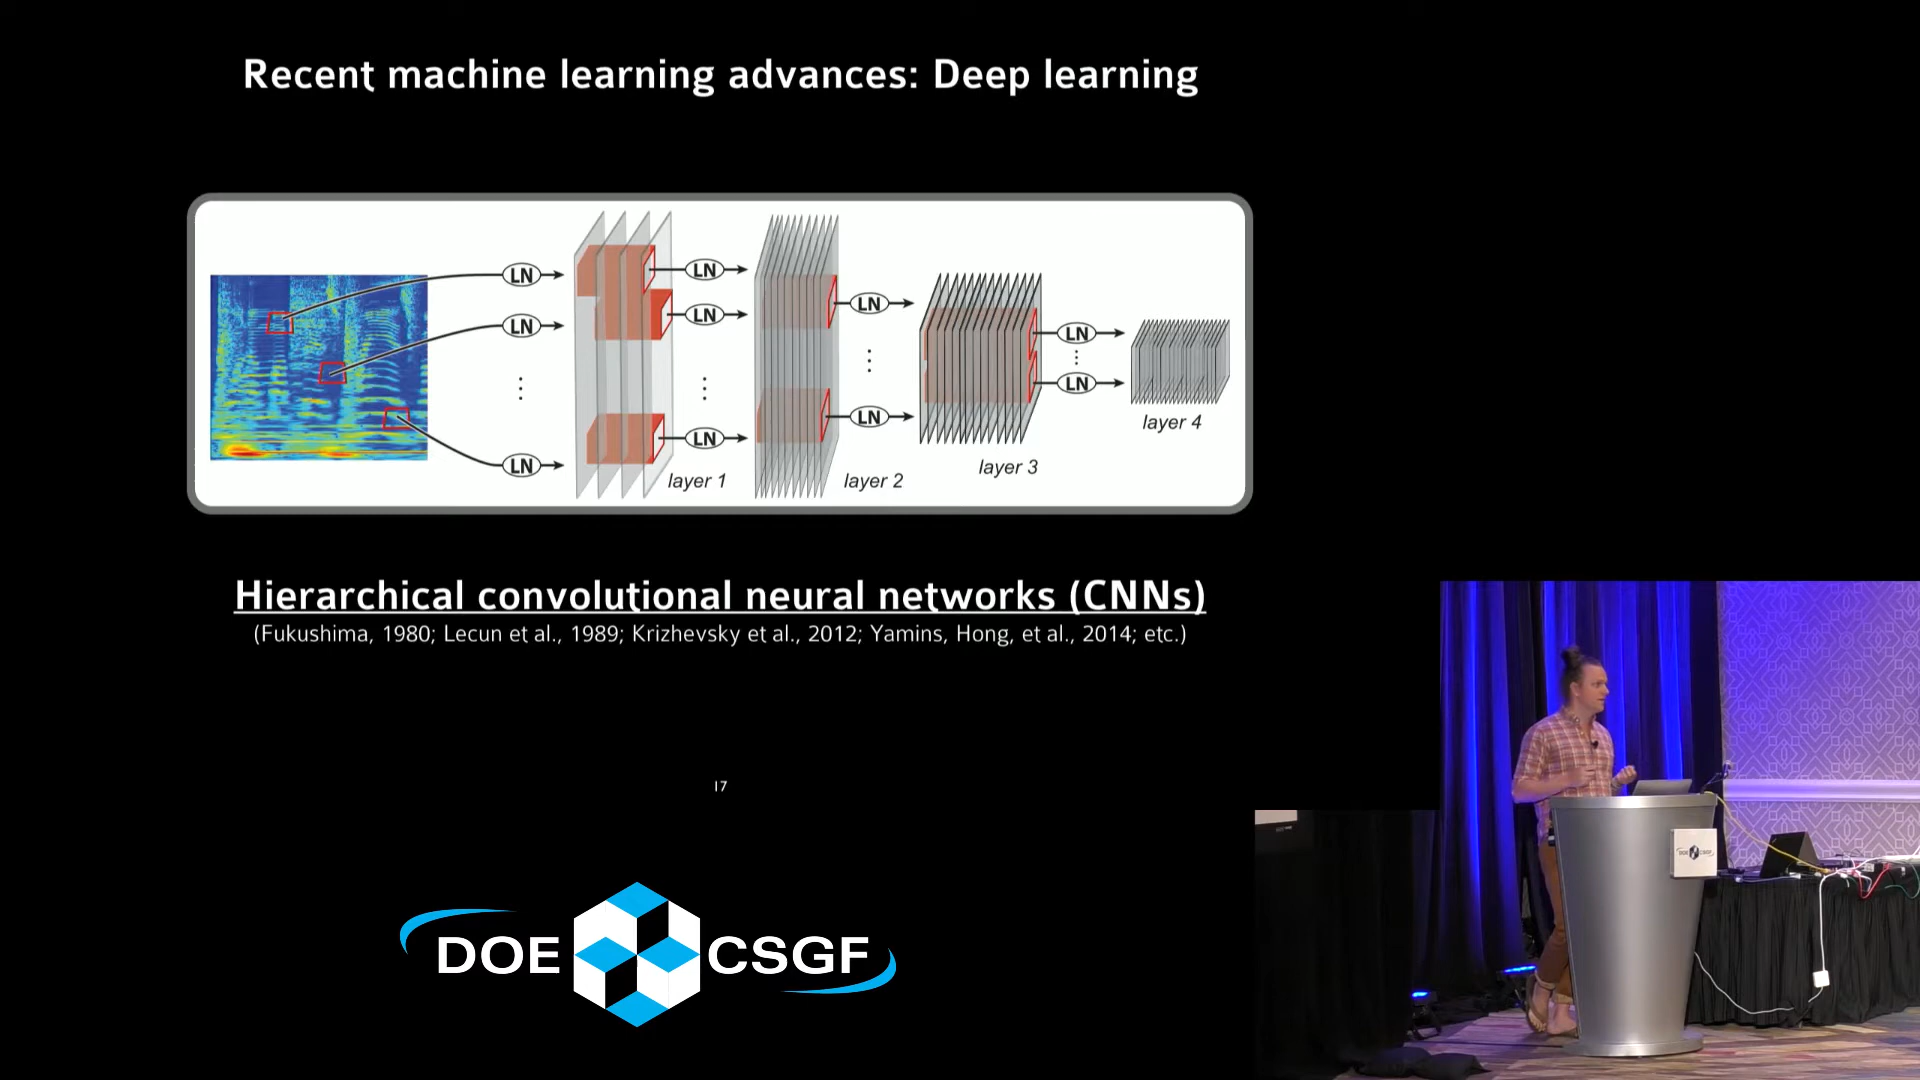 Recent machine learning advances: Deep learning
LN
LN
LN
LN
LN
LN
LN
LN
LN
LN
layer 1
layer 2
layer 3
layer 4
Hierarchical convolutional neural networks (CNNs)
(Fukushima, 1980; Lecun et al., 1989; Krizhevsky et al., 2012; Yamins, Hong, et al., 2014; etc.)
17
DOE CSGF
DOE CSGF